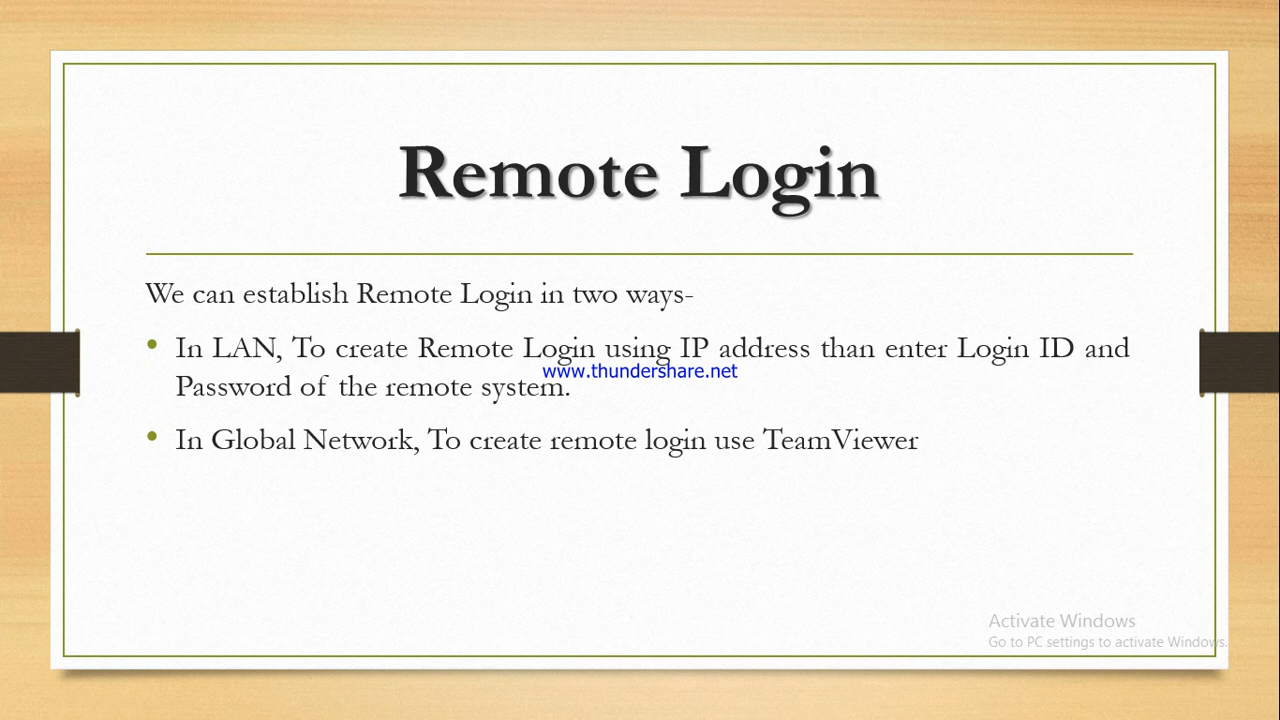 Remote Login
We can establish Remote Login in two ways-
• In LAN, To create Remote Login using IP address than enter Login ID and
www.thundershare.net
Password of the remote system.
• In Global Network, To create remote login use TeamViewer
Activate Windows
Go to PC settings to activate Windows.